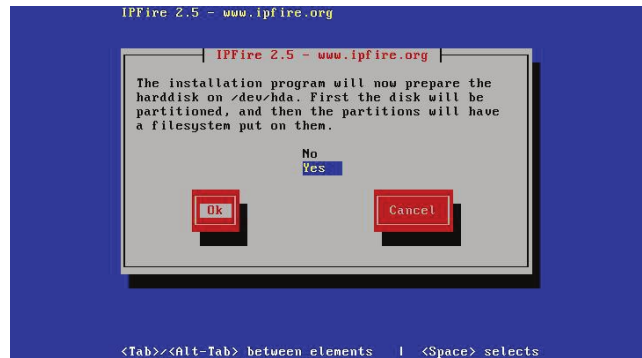 IPFire 2.5 - www.ipfire.org
IPFire 2.5 - www.ipfire.org
The installation program will now prepare the
harddisk on /dev/hda. First the disk will be
partitioned, and then the partitions will have
a filesystem put on them.
No
Yes
Ok Cancel
<Tab>/<Alt-Tab> between elements | <Space> selects